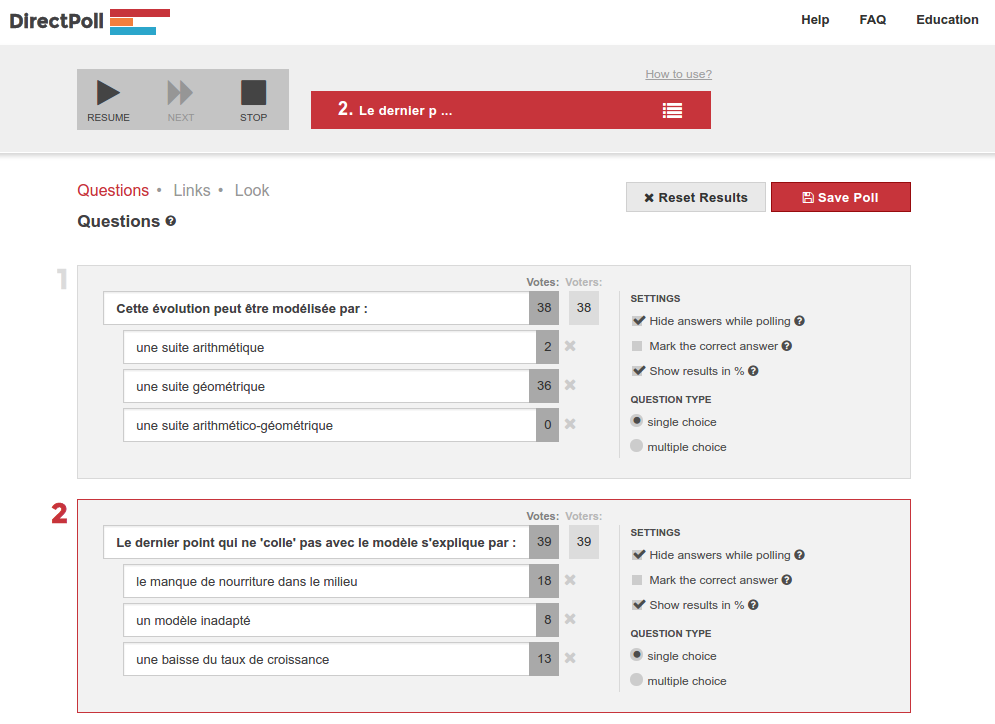 DirectPoll
Help FAQ Education
How to use?
RESUME NEXT STOP
2. Le dernier p ...
Questions • Links • Look
Reset Results
Save Poll
Questions
1
Votes: Voters:
Cette évolution peut être modélisée par : 38 38
une suite arithmétique 2
une suite géométrique 36
une suite arithmético-géométrique 0
SETTINGS
Hide answers while polling
Mark the correct answer
Show results in %
QUESTION TYPE
single choice
multiple choice
2
Votes: Voters:
Le dernier point qui ne 'colle' pas avec le modèle s'explique par : 39 39
le manque de nourriture dans le milieu 18
un modèle inadapté 8
une baisse du taux de croissance 13
SETTINGS
Hide answers while polling
Mark the correct answer
Show results in %
QUESTION TYPE
single choice
multiple choice